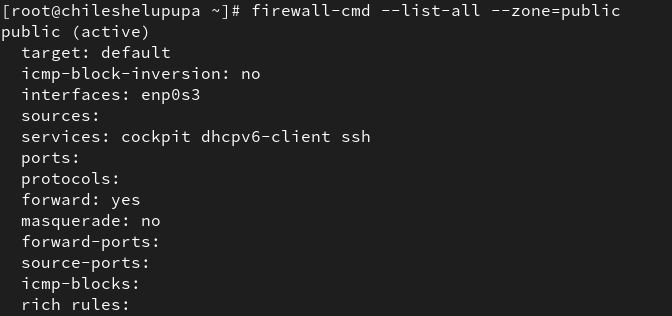 [root@chileshelupupa ~]# firewall-cmd --list-all --zone=public
public (active)
  target: default
  icmp-block-inversion: no
  interfaces: enp0s3
  sources:
  services: cockpit dhcpv6-client ssh
  ports:
  protocols:
  forward: yes
  masquerade: no
  forward-ports:
  source-ports:
  icmp-blocks:
  rich rules: